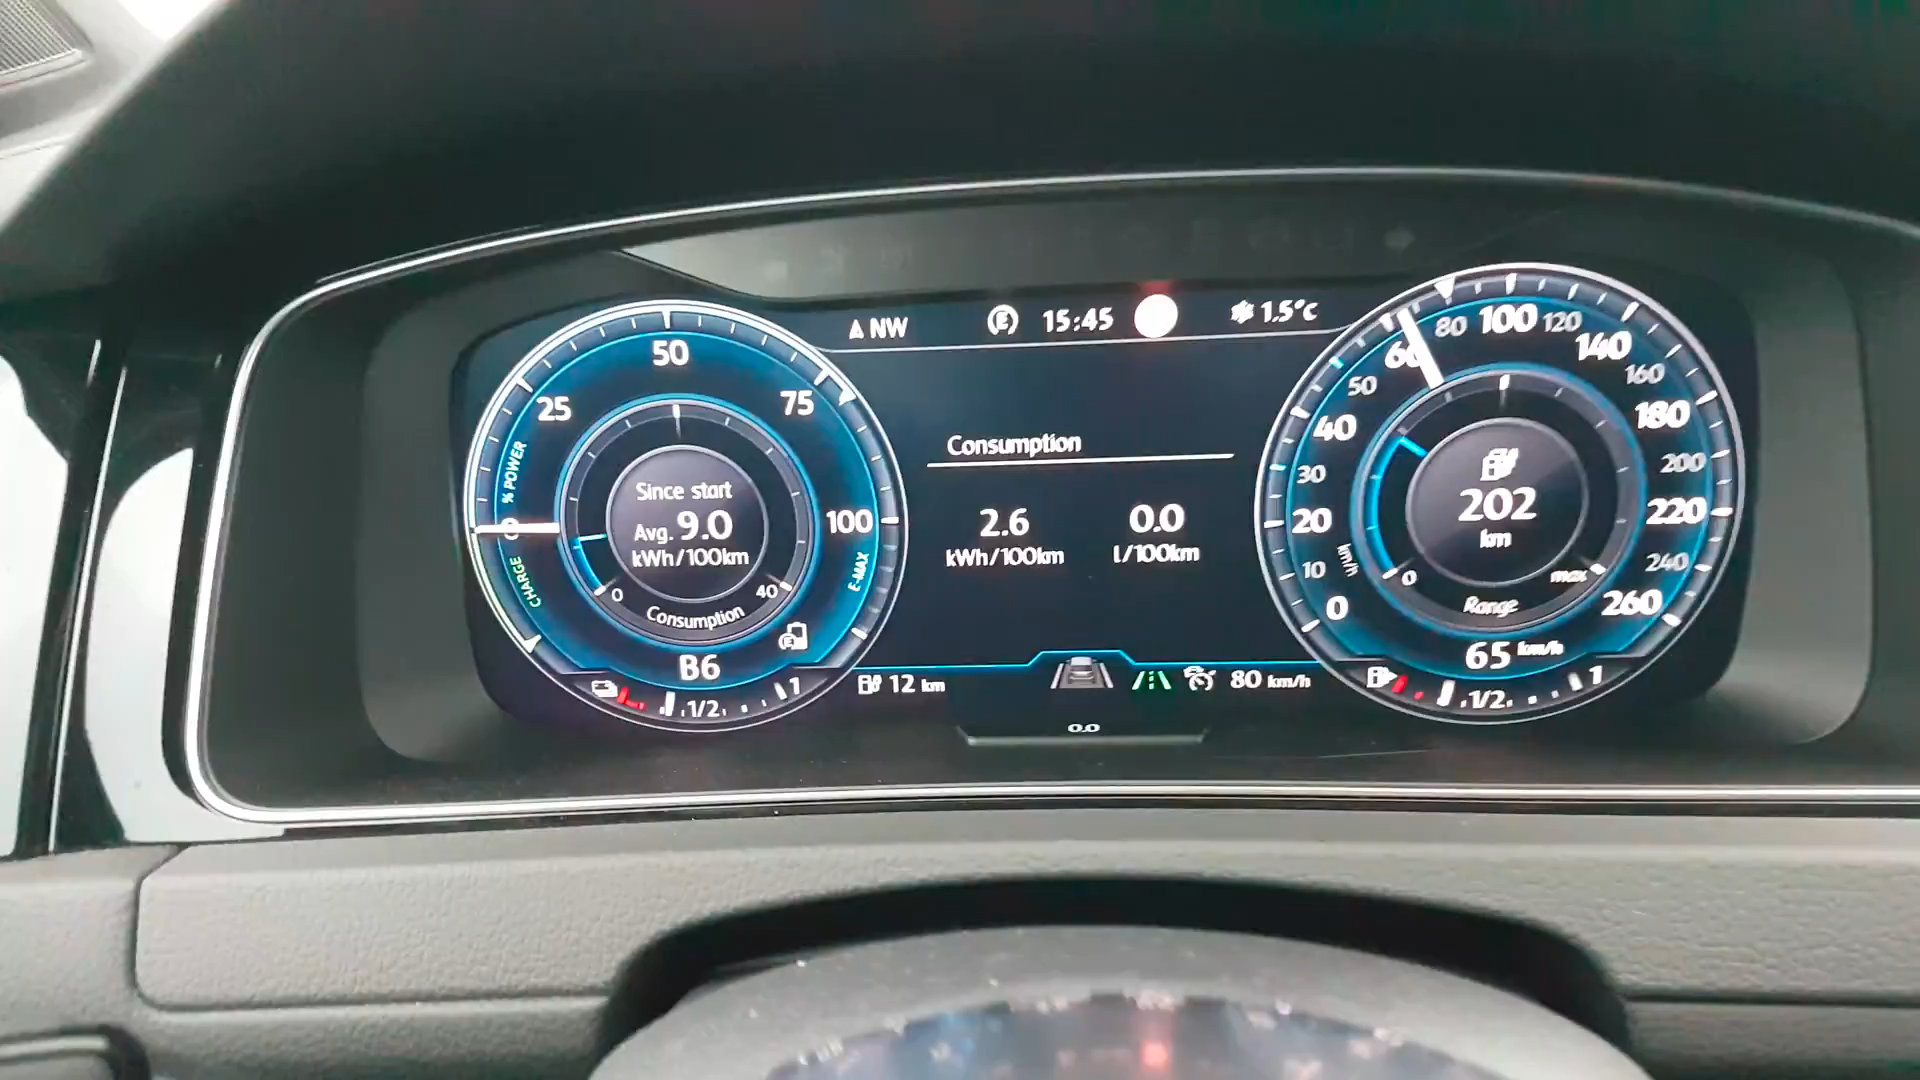 NW
(E) 15:45
1.5°C
0 25 50 75 100
% POWER
CHARGE
E-MAX
Since start
Avg. 9.0
kWh/100km
0 40
Consumption
B6
1/2 1
Consumption
2.6 0.0
kWh/100km l/100km
12 km
80 km/h
0.0
0 10 20 30 40 50 60 80 100 120 140 160 180 200 220 240 260
km/h
202
km
0 max
Range
65 km/h
1/2 1